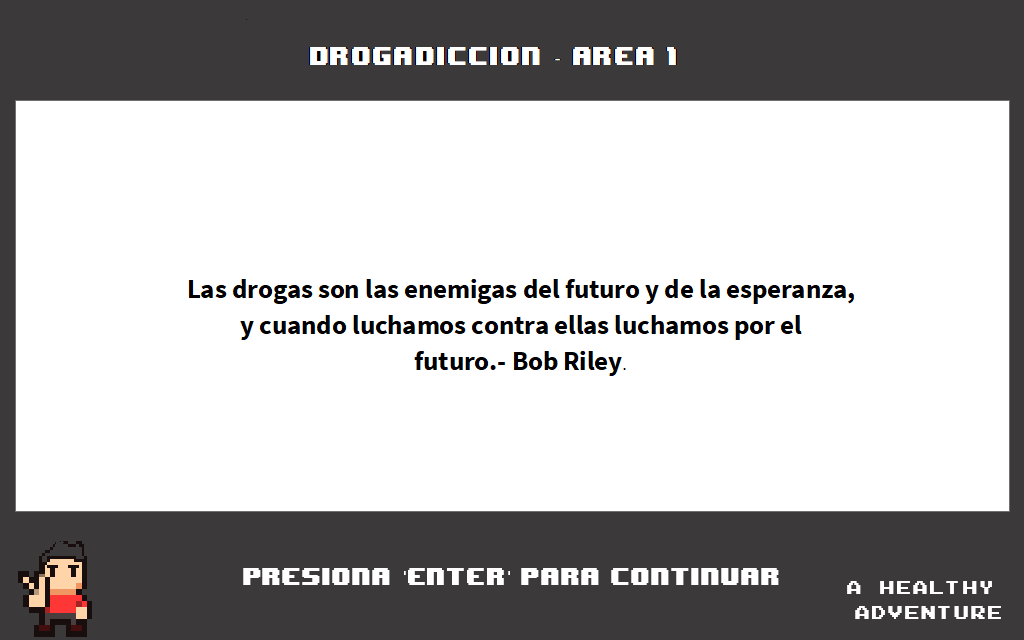 DROGADICCION - AREA 1
Las drogas son las enemigas del futuro y de la esperanza,
y cuando luchamos contra ellas luchamos por el
futuro.- Bob Riley.
PRESIONA 'ENTER' PARA CONTINUAR
A HEALTHY
ADVENTURE